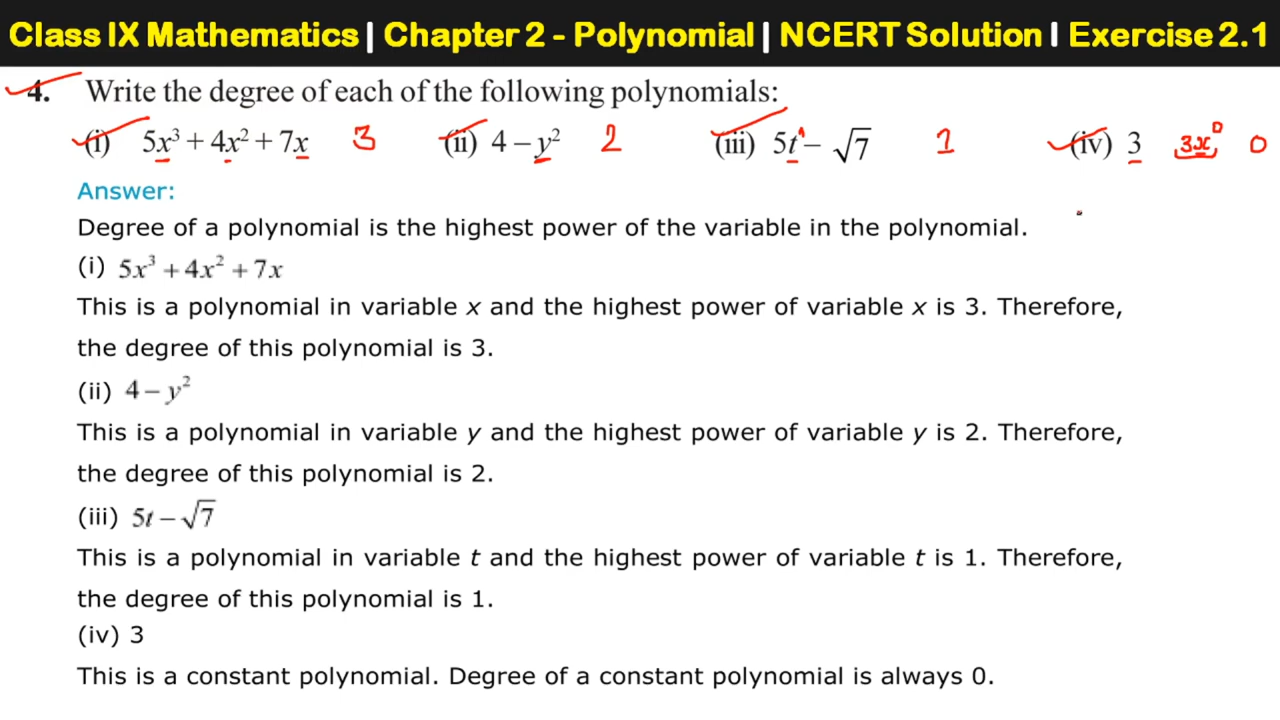 Class IX Mathematics | Chapter 2 - Polynomial | NCERT Solution I Exercise 2.1
4. Write the degree of each of the following polynomials:
(i) 5x³ + 4x² + 7x 3 (ii) 4 – y² 2 (iii) 5t¹ – √7 1 (iv) 3 3x⁰ 0
Answer:
Degree of a polynomial is the highest power of the variable in the polynomial.
(i) 5x³ + 4x² + 7x
This is a polynomial in variable x and the highest power of variable x is 3. Therefore,
the degree of this polynomial is 3.
(ii) 4 – y²
This is a polynomial in variable y and the highest power of variable y is 2. Therefore,
the degree of this polynomial is 2.
(iii) 5t – √7
This is a polynomial in variable t and the highest power of variable t is 1. Therefore,
the degree of this polynomial is 1.
(iv) 3
This is a constant polynomial. Degree of a constant polynomial is always 0.